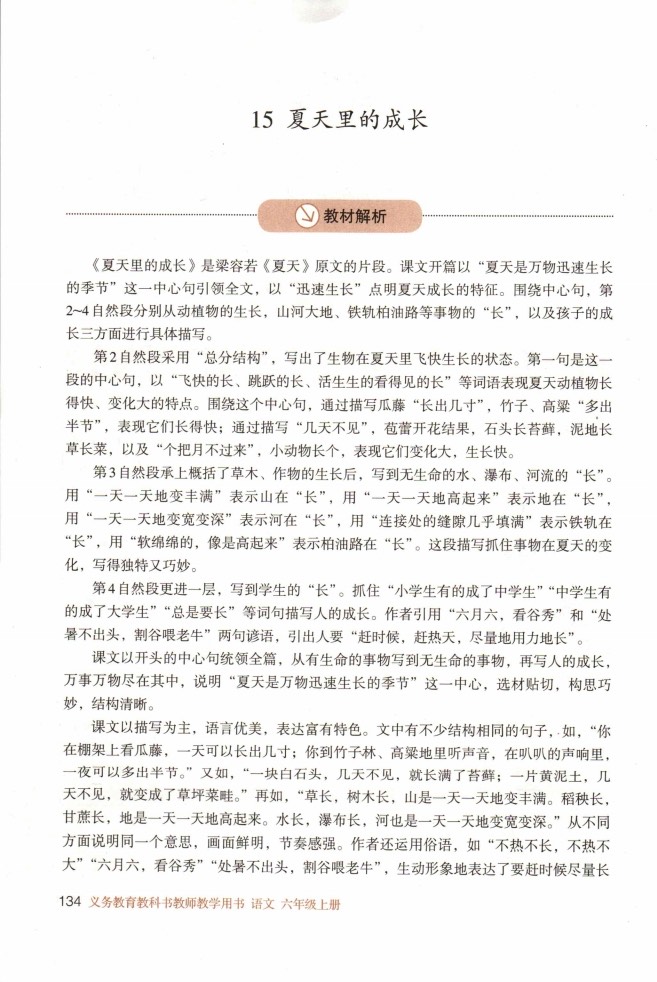 15 夏天里的成长
教材解析
《夏天里的成长》是梁容若《夏天》原文的片段。课文开篇以“夏天是万物迅速生长
的季节”这一中心句引领全文，以“迅速生长”点明夏天成长的特征。围绕中心句，第
2~4自然段分别从动植物的生长，山河大地、铁轨柏油路等事物的“长”，以及孩子的成
长三方面进行具体描写。
第2自然段采用“总分结构”，写出了生物在夏天里飞快生长的状态。第一句是这一
段的中心句，以“飞快的长、跳跃的长、活生生的看得见的长”等词语表现夏天动植物长
得快、变化大的特点。围绕这个中心句，通过描写瓜藤“长出几寸”，竹子、高粱“多出
半节”，表现它们长得快；通过描写“几天不见”，苞蕾开花结果，石头长苔藓，泥地长
草长菜，以及“个把月不过来”，小动物长个，表现它们变化大，生长快。
第3自然段承上概括了草木、作物的生长后，写到无生命的水、瀑布、河流的“长”。
用“一天一天地变丰满”表示山在“长”，用“一天一天地高起来”表示地在“长”，
用“一天一天地变宽变深”表示河在“长”，用“连接处的缝隙几乎填满”表示铁轨在
“长”，用“软绵绵的，像是高起来”表示柏油路在“长”。这段描写抓住事物在夏天的变
化，写得独特又巧妙。
第4自然段更进一层，写到学生的“长”。抓住“小学生有的成了中学生”“中学生有
的成了大学生”“总是要长”等词句描写人的成长。作者引用“六月六，看谷秀”和“处
暑不出头，割谷喂老牛”两句谚语，引出人要“赶时候，赶热天，尽量地用力地长”。
课文以开头的中心句统领全篇，从有生命的事物写到无生命的事物，再写人的成长，
万事万物尽在其中，说明“夏天是万物迅速生长的季节”这一中心，选材贴切，构思巧
妙，结构清晰。
课文以描写为主，语言优美，表达富有特色。文中有不少结构相同的句子，如，“你
在棚架上看瓜藤，一天可以长出几寸；你到竹子林、高粱地里听声音，在叭叭的声响里，
一夜可以多出半节。”又如，“一块白石头，几天不见，就长满了苔藓；一片黄泥土，几
天不见，就变成了草坪菜畦。”再如，“草长，树木长，山是一天一天地变丰满。稻秧长，
甘蔗长，地是一天一天地高起来。水长，瀑布长，河也是一天一天地变宽变深。”从不同
方面说明同一个意思，画面鲜明，节奏感强。作者还运用俗语，如“不热不长，不热不
大”“六月六，看谷秀”“处暑不出头，割谷喂老牛”，生动形象地表达了要赶时候尽量长
134 义务教育教科书教师教学用书 语文 六年级上册